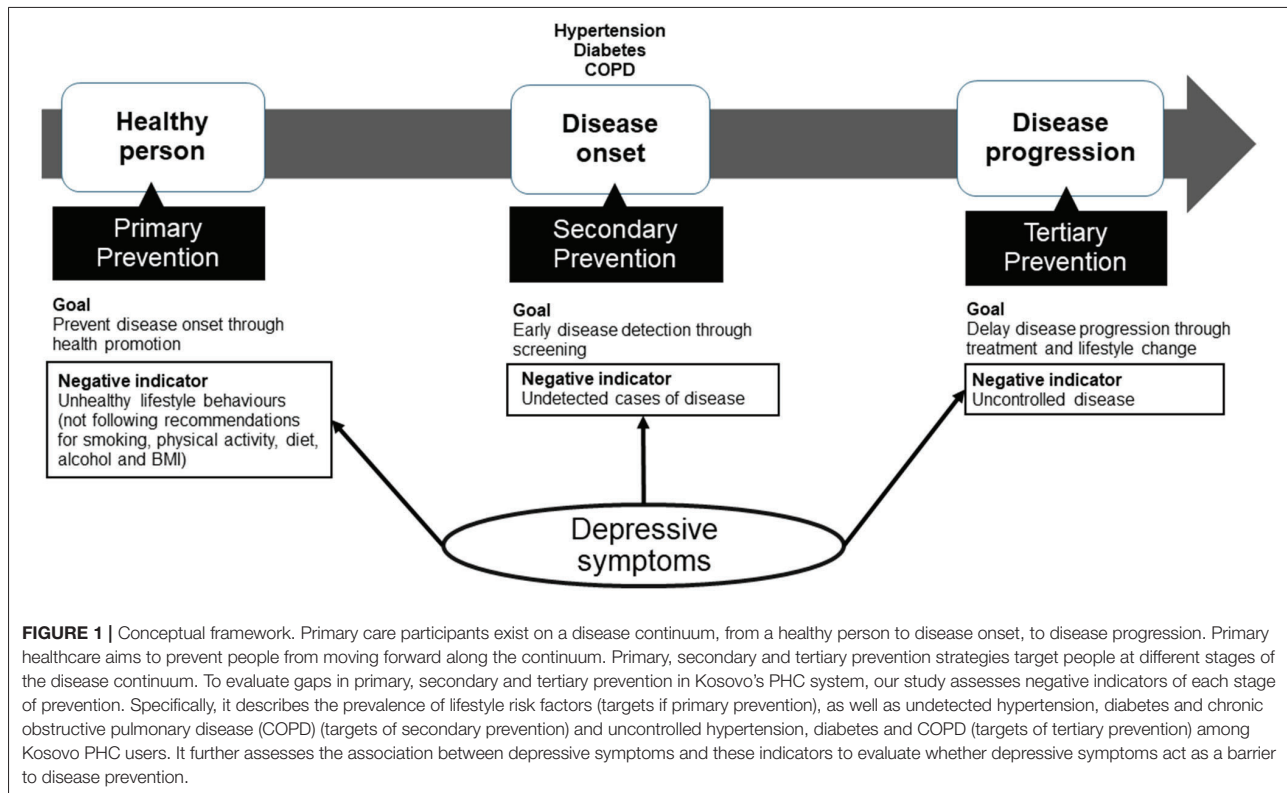 Hypertension
Diabetes
COPD
Healthy
person
Disease
onset
Disease
progression
Primary
Prevention
Secondary
Prevention
Tertiary
Prevention
Goal
Prevent disease onset through
health promotion
Negative indicator
Unhealthy lifestyle behaviours
(not following recommendations
for smoking, physical activity, diet,
alcohol and BMI)
Goal
Early disease detection through
screening
Negative indicator
Undetected cases of disease
Goal
Delay disease progression through
treatment and lifestyle change
Negative indicator
Uncontrolled disease
Depressive
symptoms
FIGURE 1 | Conceptual framework. Primary care participants exist on a disease continuum, from a healthy person to disease onset, to disease progression. Primary
healthcare aims to prevent people from moving forward along the continuum. Primary, secondary and tertiary prevention strategies target people at different stages of
the disease continuum. To evaluate gaps in primary, secondary and tertiary prevention in Kosovo's PHC system, our study assesses negative indicators of each stage
of prevention. Specifically, it describes the prevalence of lifestyle risk factors (targets if primary prevention), as well as undetected hypertension, diabetes and chronic
obstructive pulmonary disease (COPD) (targets of secondary prevention) and uncontrolled hypertension, diabetes and COPD (targets of tertiary prevention) among
Kosovo PHC users. It further assesses the association between depressive symptoms and these indicators to evaluate whether depressive symptoms act as a barrier
to disease prevention.